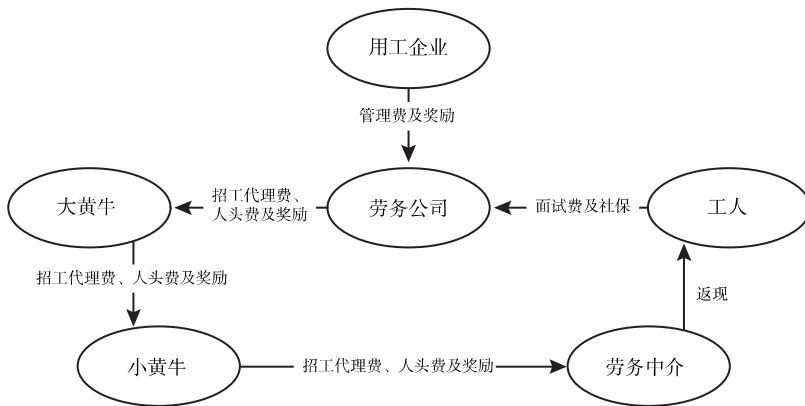 用工企业
管理费及奖励
大黄牛
招工代理费、
人头费及奖励
劳务公司
面试费及社保
工人
招工代理费、人头费及奖励
返现
小黄牛
招工代理费、人头费及奖励
劳务中介